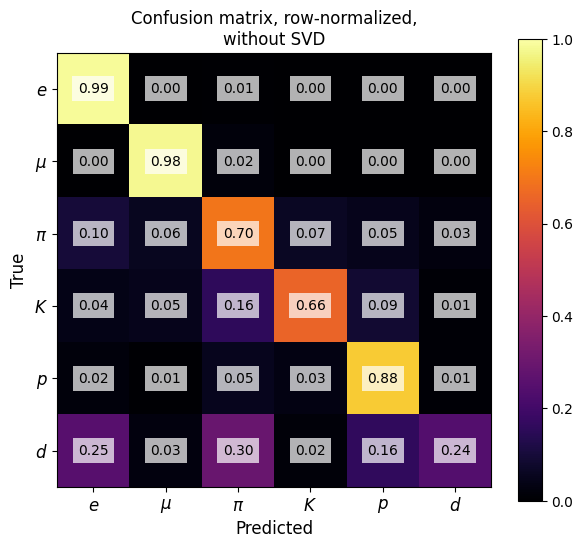 Confusion matrix, row-normalized,
without SVD
e 0.99 0.00 0.01 0.00 0.00 0.00
μ 0.00 0.98 0.02 0.00 0.00 0.00
π 0.10 0.06 0.70 0.07 0.05 0.03
K 0.04 0.05 0.16 0.66 0.09 0.01
p 0.02 0.01 0.05 0.03 0.88 0.01
d 0.25 0.03 0.30 0.02 0.16 0.24
e μ π K p d
True
Predicted
1.0
0.8
0.6
0.4
0.2
0.0